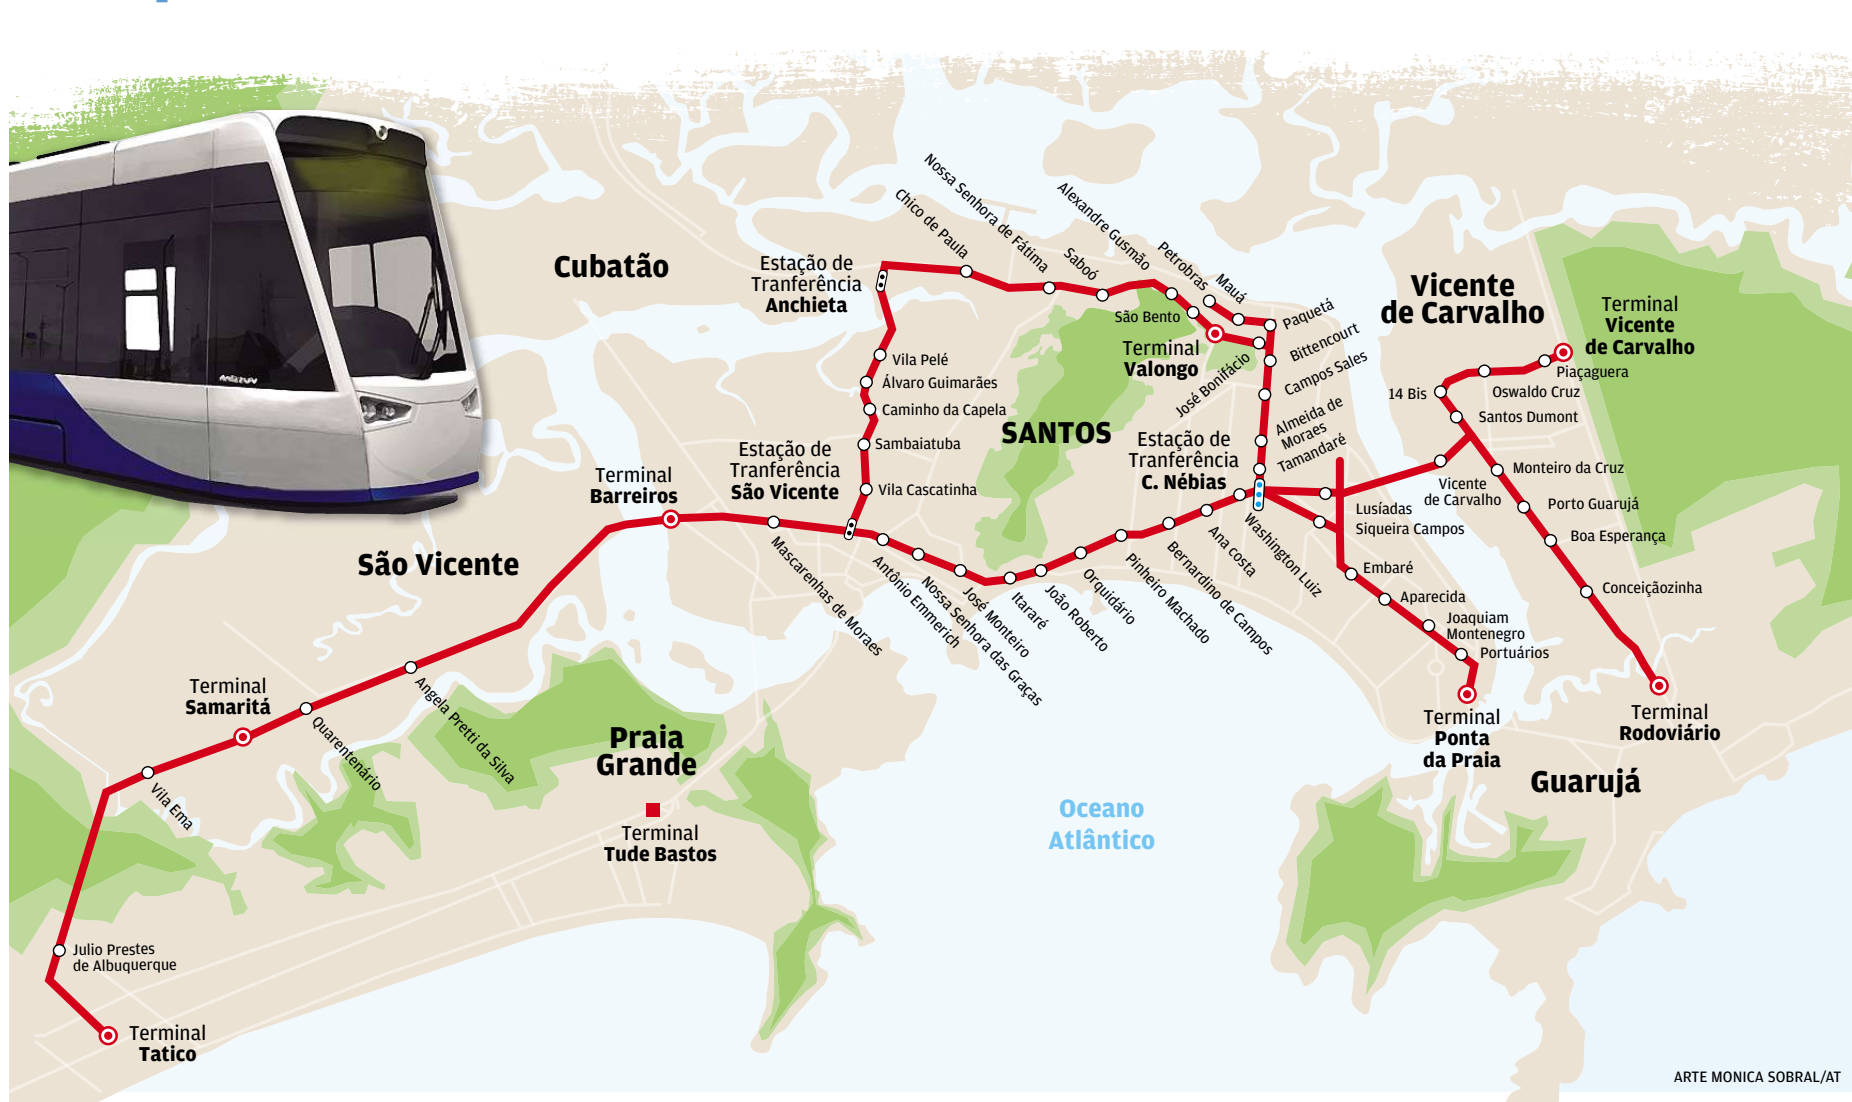 Cubatão
Estação de
Tranferência
Anchieta
Chico de Paula
Nossa Senhora de Fátima
Saboó
Alexandre Gusmão
Petrobras
Mauá
Paquetá
Bittencourt
Campos Sales
São Bento
Terminal
Valongo
José Bonifácio
Almeida de
Moraes
Tamandaré
Vila Pelé
Álvaro Guimarães
Caminho da Capela
Sambaiatuba
Vila Cascatinha
SANTOS
Estação de
Tranferência
C. Nébias
Estação de
Tranferência
São Vicente
Terminal
Barreiros
São Vicente
Mascarenhas de Moraes
Antônio Emmerich
Nossa Senhora das Graças
José Monteiro
Itararé
João Roberto
Orquidário
Pinheiro Machado
Bernardino de Campos
Ana costa
Washington Luiz
Vicente
de Carvalho
Terminal
Vicente
de Carvalho
Piaçaguera
Oswaldo Cruz
14 Bis
Santos Dumont
Monteiro da Cruz
Vicente
de Carvalho
Porto Guarujá
Boa Esperança
Conceiçãozinha
Lusíadas
Siqueira Campos
Embaré
Aparecida
Joaquiam
Montenegro
Portuários
Terminal
Ponta
da Praia
Terminal
Rodoviário
Guarujá
Terminal
Samaritá
Quarentenário
Angela Pretti da Silva
Vila Ema
Praia
Grande
Terminal
Tude Bastos
Oceano
Atlântico
Julio Prestes
de Albuquerque
Terminal
Tatico
ARTE MONICA SOBRAL/AT